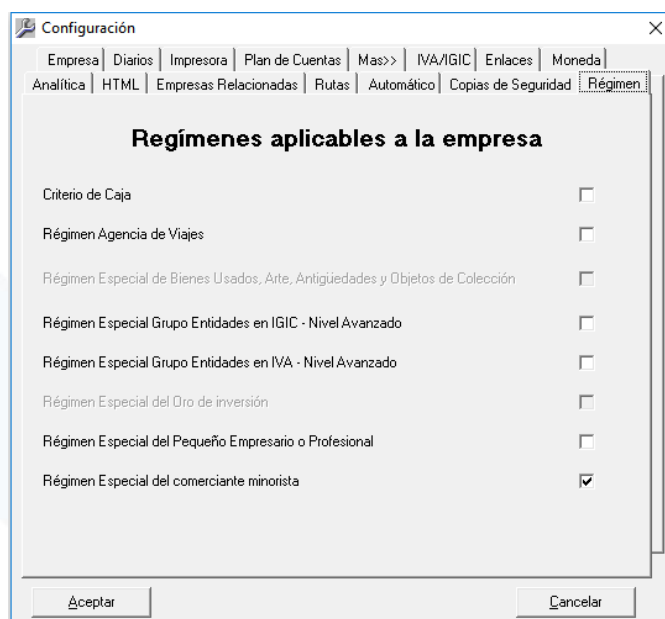 Configuración
Empresa Diarios Impresora Plan de Cuentas Mas>> IVA/IGIC Enlaces Moneda
Analítica HTML Empresas Relacionadas Rutas Automático Copias de Seguridad Régimen
Regímenes aplicables a la empresa
Criterio de Caja
Régimen Agencia de Viajes
Régimen Especial de Bienes Usados, Arte, Antigüedades y Objetos de Colección
Régimen Especial Grupo Entidades en IGIC - Nivel Avanzado
Régimen Especial Grupo Entidades en IVA - Nivel Avanzado
Régimen Especial del Oro de inversión
Régimen Especial del Pequeño Empresario o Profesional
Régimen Especial del comerciante minorista
Aceptar Cancelar